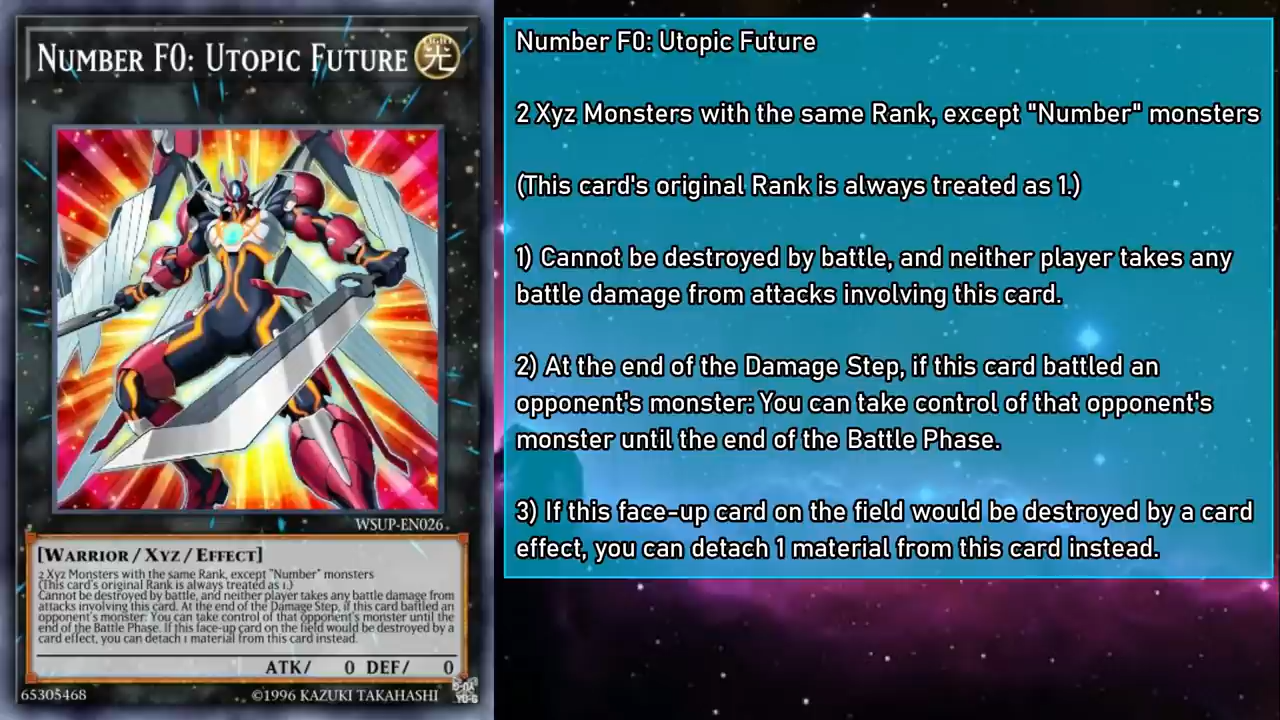 Number F0: Utopic Future
LIGHT
光
WSUP-EN026
[Warrior / Xyz / Effect]
2 Xyz Monsters with the same Rank, except "Number" monsters
(This card's original Rank is always treated as 1.)
Cannot be destroyed by battle, and neither player takes any battle damage from
attacks involving this card. At the end of the Damage Step, if this card battled an
opponent's monster: You can take control of that opponent's monster until the
end of the Battle Phase. If this face-up card on the field would be destroyed by a
card effect, you can detach 1 material from this card instead.
ATK/ 0 DEF/ 0
65305468
©1996 KAZUKI TAKAHASHI
Number F0: Utopic Future
2 Xyz Monsters with the same Rank, except "Number" monsters
(This card's original Rank is always treated as 1.)
1) Cannot be destroyed by battle, and neither player takes any
battle damage from attacks involving this card.
2) At the end of the Damage Step, if this card battled an
opponent's monster: You can take control of that opponent's
monster until the end of the Battle Phase.
3) If this face-up card on the field would be destroyed by a card
effect, you can detach 1 material from this card instead.